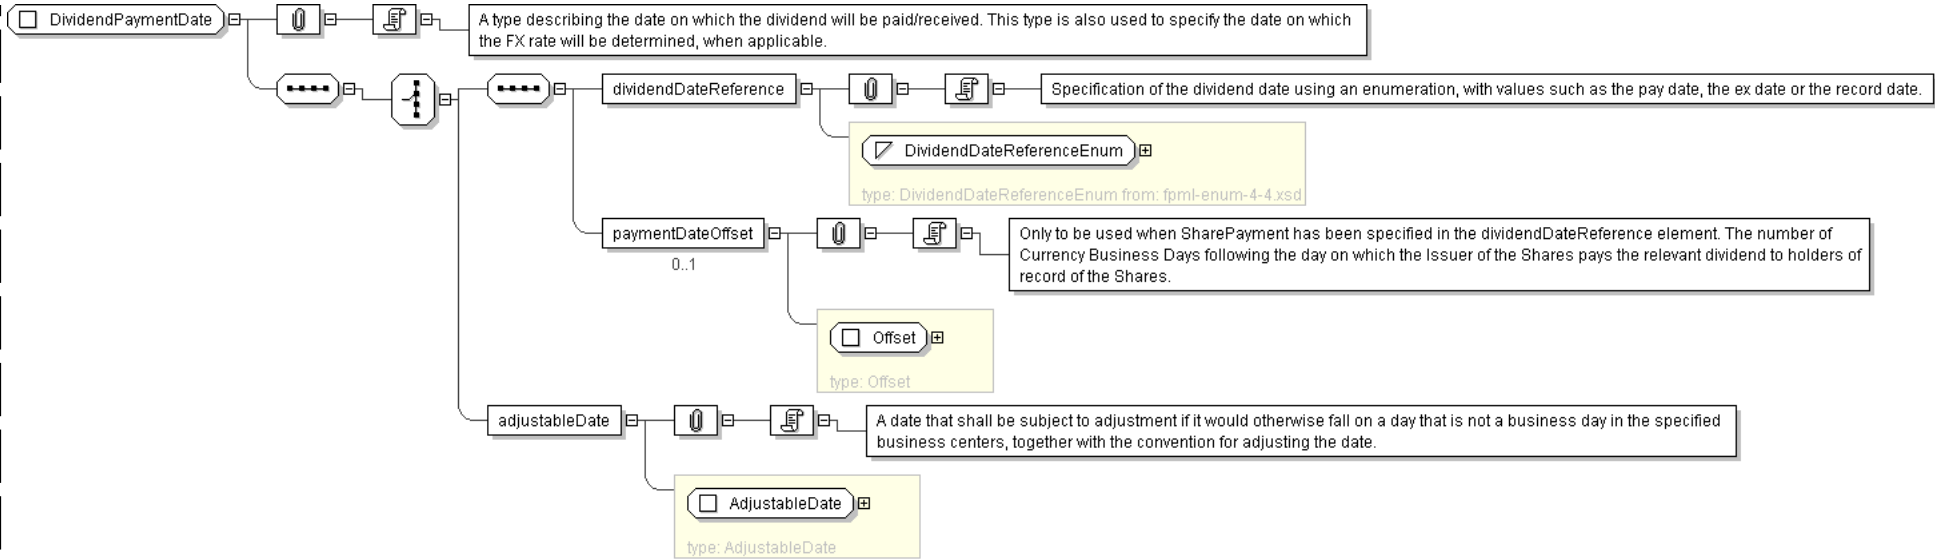 DividendPaymentDate
A type describing the date on which the dividend will be paid/received. This type is also used to specify the date on which
the FX rate will be determined, when applicable.
dividendDateReference
Specification of the dividend date using an enumeration, with values such as the pay date, the ex date or the record date.
DividendDateReferenceEnum
type: DividendDateReferenceEnum from: fpml-enum-4-4.xsd
paymentDateOffset
0..1
Only to be used when SharePayment has been specified in the dividendDateReference element. The number of
Currency Business Days following the day on which the Issuer of the Shares pays the relevant dividend to holders of
record of the Shares.
Offset
type: Offset
adjustableDate
A date that shall be subject to adjustment if it would otherwise fall on a day that is not a business day in the specified
business centers, together with the convention for adjusting the date.
AdjustableDate
type: AdjustableDate